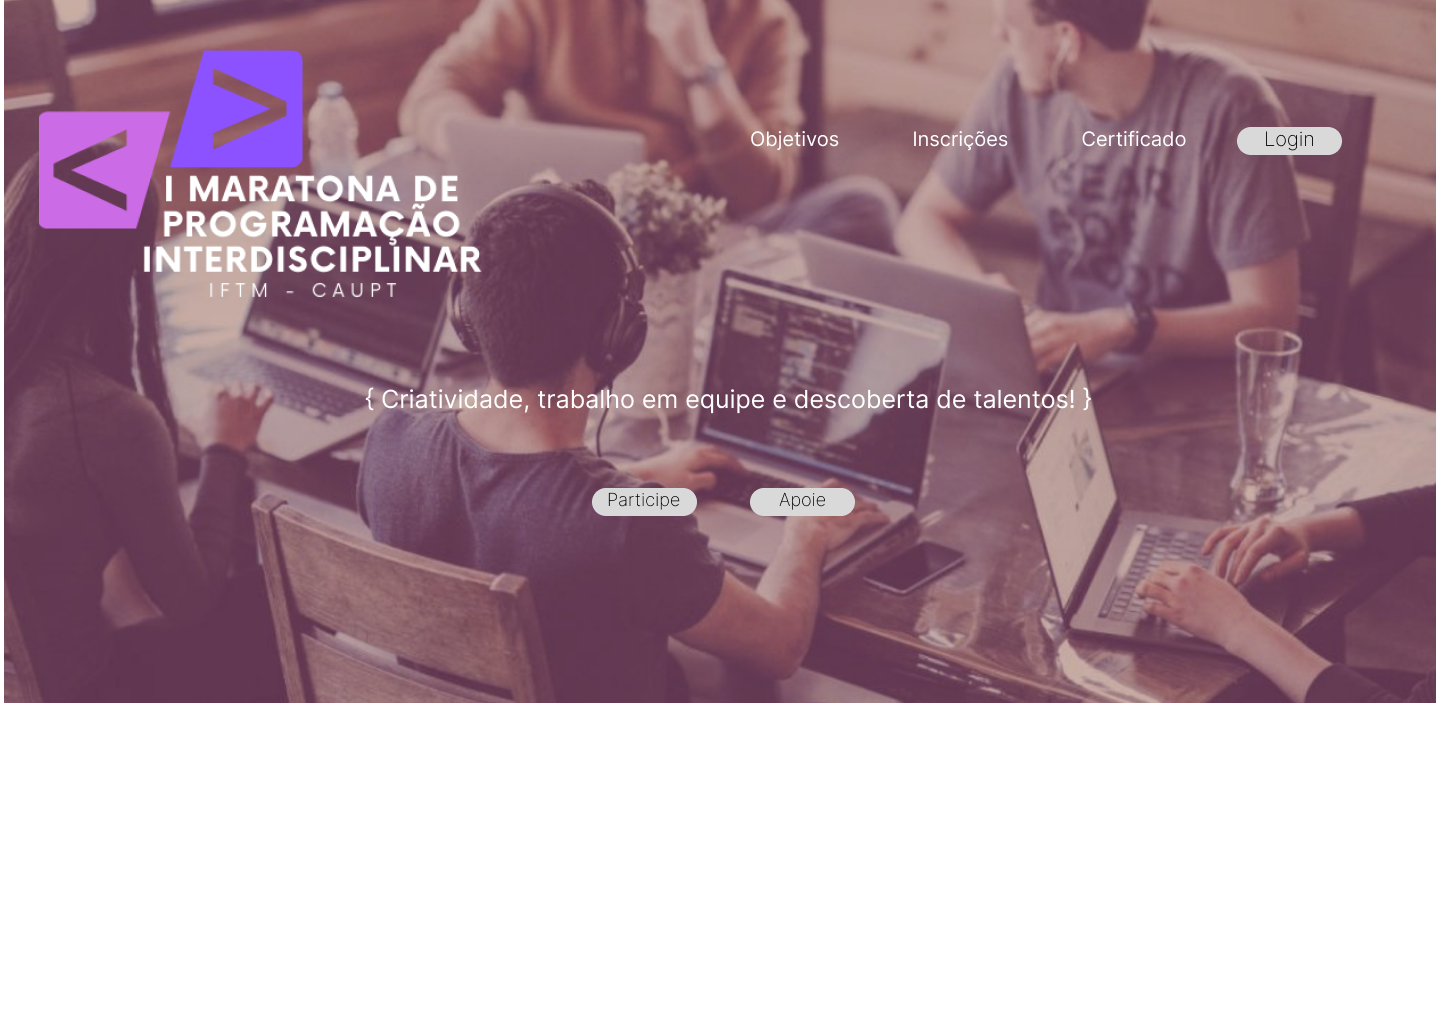 < >
I MARATONA DE
PROGRAMAÇÃO
INTERDISCIPLINAR
IFTM - CAUPT
Objetivos Inscrições Certificado Login
{ Criatividade, trabalho em equipe e descoberta de talentos! }
Participe Apoie